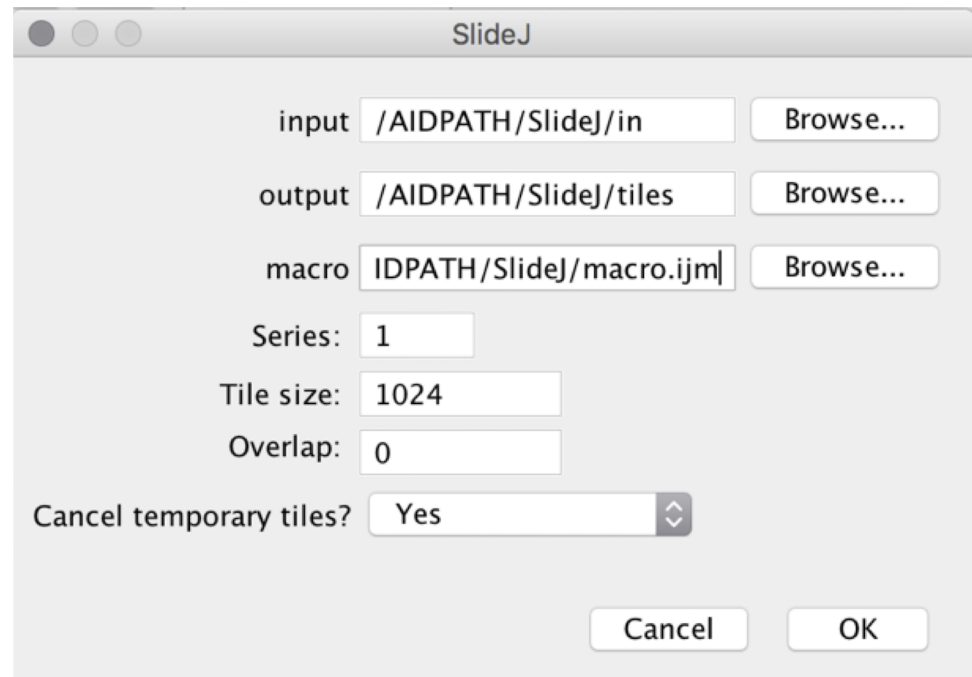 SlideJ
input /AIDPATH/SlideJ/in Browse...
output /AIDPATH/SlideJ/tiles Browse...
macro IDPATH/SlideJ/macro.ijm Browse...
Series: 1
Tile size: 1024
Overlap: 0
Cancel temporary tiles? Yes
Cancel OK